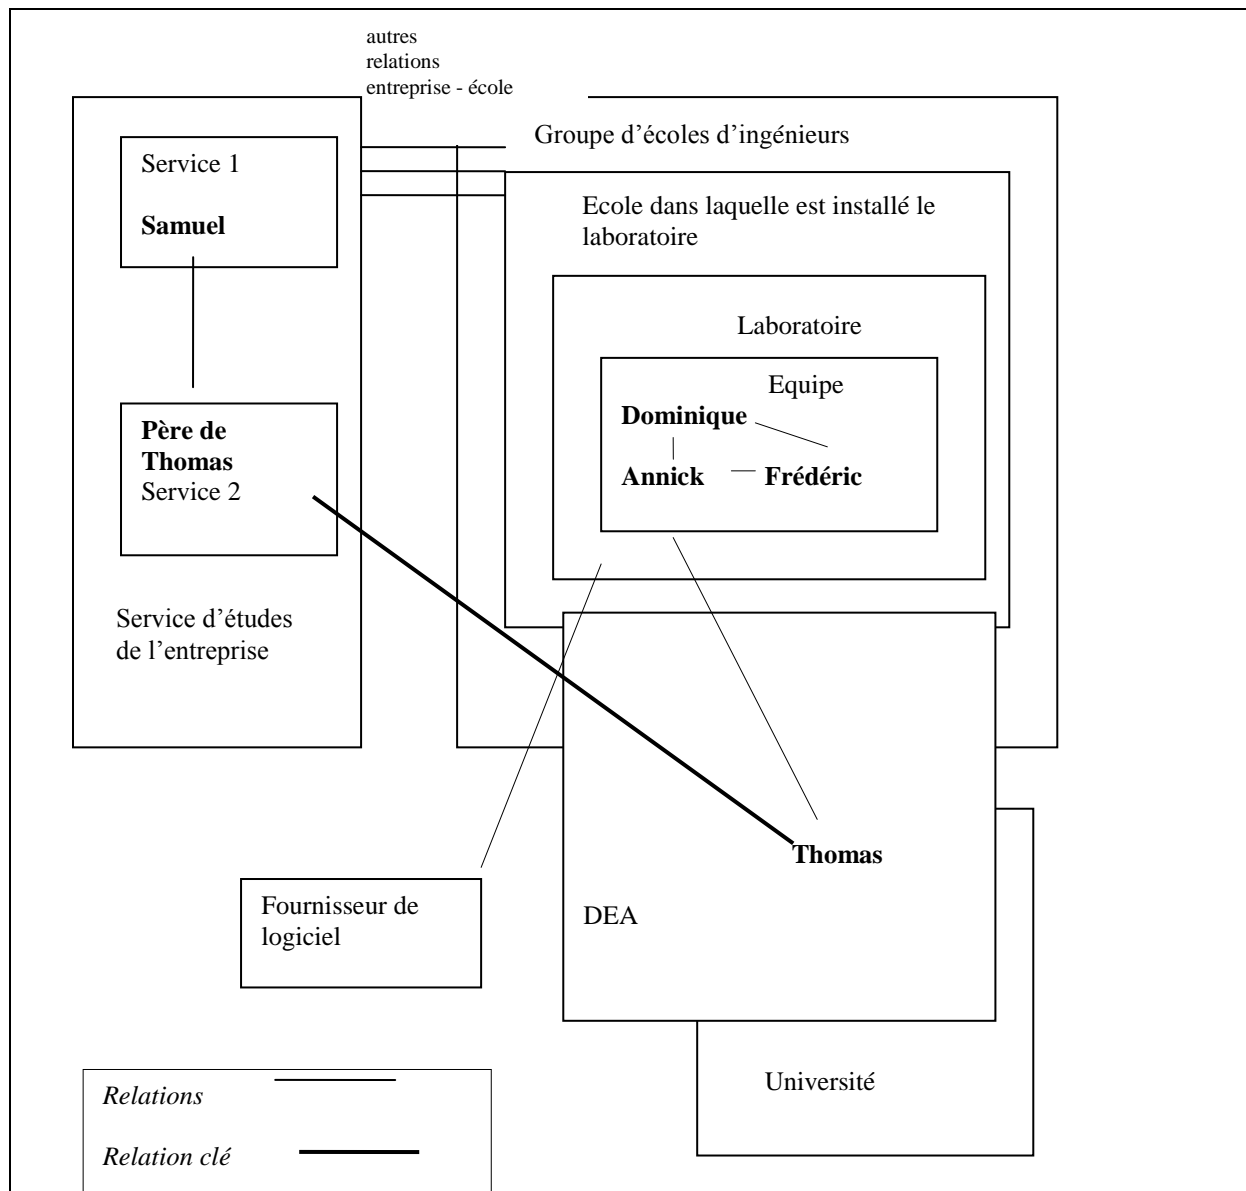 autres
relations
entreprise - école
Groupe d’écoles d’ingénieurs
Service 1
Samuel
Ecole dans laquelle est installé le
laboratoire
Laboratoire
Equipe
Dominique
Annick
Frédéric
Père de
Thomas
Service 2
Service d’études
de l’entreprise
Thomas
DEA
Fournisseur de
logiciel
Université
Relations
Relation clé